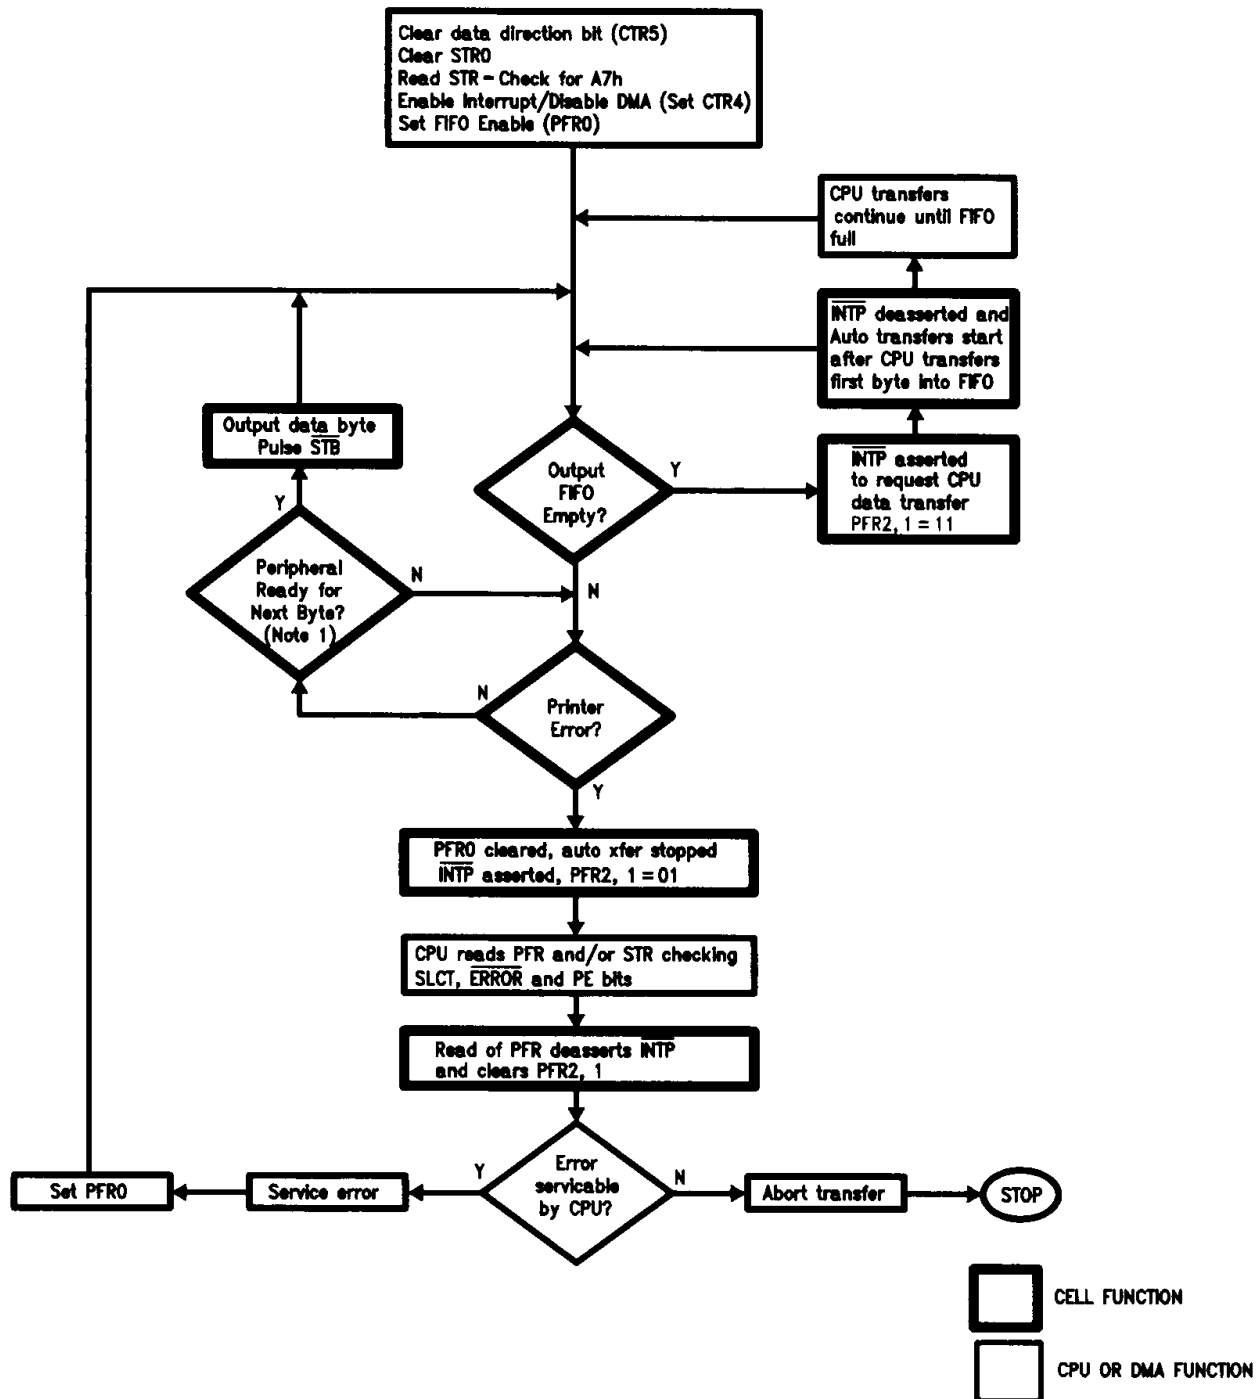 Clear data direction bit (CTR5)
Clear STR0
Read STR – Check for A7h
Enable Interrupt/Disable DMA (Set CTR4)
Set FIFO Enable (PFR0)
CPU transfers
continue until FIFO
full
INTP deasserted and
Auto transfers start
after CPU transfers
first byte into FIFO
Output data byte
Pulse STB
Output
FIFO
Empty?
Y
INTP asserted
to request CPU
data transfer
PFR2, 1 = 11
Y
Peripheral
Ready for
Next Byte?
(Note 1)
N
N
N
Printer
Error?
Y
PFR0 cleared, auto xfer stopped
INTP asserted, PFR2, 1 = 01
CPU reads PFR and/or STR checking
SLCT, ERROR and PE bits
Read of PFR deasserts INTP
and clears PFR2, 1
Set PFR0
Service error
Y
Error
servicable
by CPU?
N
Abort transfer
STOP
CELL FUNCTION
CPU OR DMA FUNCTION